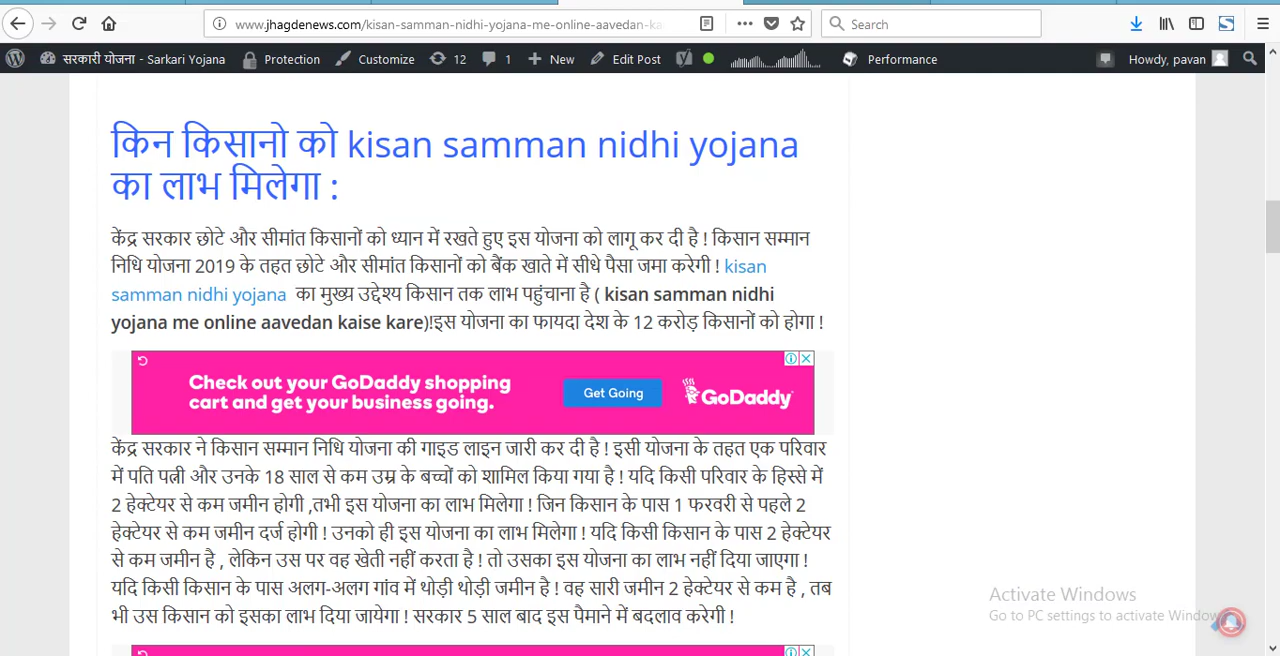 www.jhagdenews.com/kisan-samman-nidhi-yojana-me-online-aavedan-ka
Search
सरकारी योजना - Sarkari Yojana Protection Customize 12 1 New Edit Post Performance Howdy, pavan
किन किसानो को kisan samman nidhi yojana
का लाभ मिलेगा :
केंद्र सरकार छोटे और सीमांत किसानों को ध्यान में रखते हुए इस योजना को लागू कर दी है ! किसान सम्मान
निधि योजना 2019 के तहत छोटे और सीमांत किसानों को बैंक खाते में सीधे पैसा जमा करेगी ! kisan
samman nidhi yojana का मुख्य उद्देश्य किसान तक लाभ पहुंचाना है ( kisan samman nidhi
yojana me online aavedan kaise kare)!इस योजना का फायदा देश के 12 करोड़ किसानों को होगा !
Check out your GoDaddy shopping
cart and get your business going.
Get Going
GoDaddy
केंद्र सरकार ने किसान सम्मान निधि योजना की गाइड लाइन जारी कर दी है ! इसी योजना के तहत एक परिवार
में पति पत्नी और उनके 18 साल से कम उम्र के बच्चों को शामिल किया गया है ! यदि किसी परिवार के हिस्से में
2 हेक्टेयर से कम जमीन होगी ,तभी इस योजना का लाभ मिलेगा ! जिन किसान के पास 1 फरवरी से पहले 2
हेक्टेयर से कम जमीन दर्ज होगी ! उनको ही इस योजना का लाभ मिलेगा ! यदि किसी किसान के पास 2 हेक्टेयर
से कम जमीन है , लेकिन उस पर वह खेती नहीं करता है ! तो उसका इस योजना का लाभ नहीं दिया जाएगा !
यदि किसी किसान के पास अलग-अलग गांव में थोड़ी थोड़ी जमीन है ! वह सारी जमीन 2 हेक्टेयर से कम है , तब
भी उस किसान को इसका लाभ दिया जायेगा ! सरकार 5 साल बाद इस पैमाने में बदलाव करेगी !
Activate Windows
Go to PC settings to activate Window